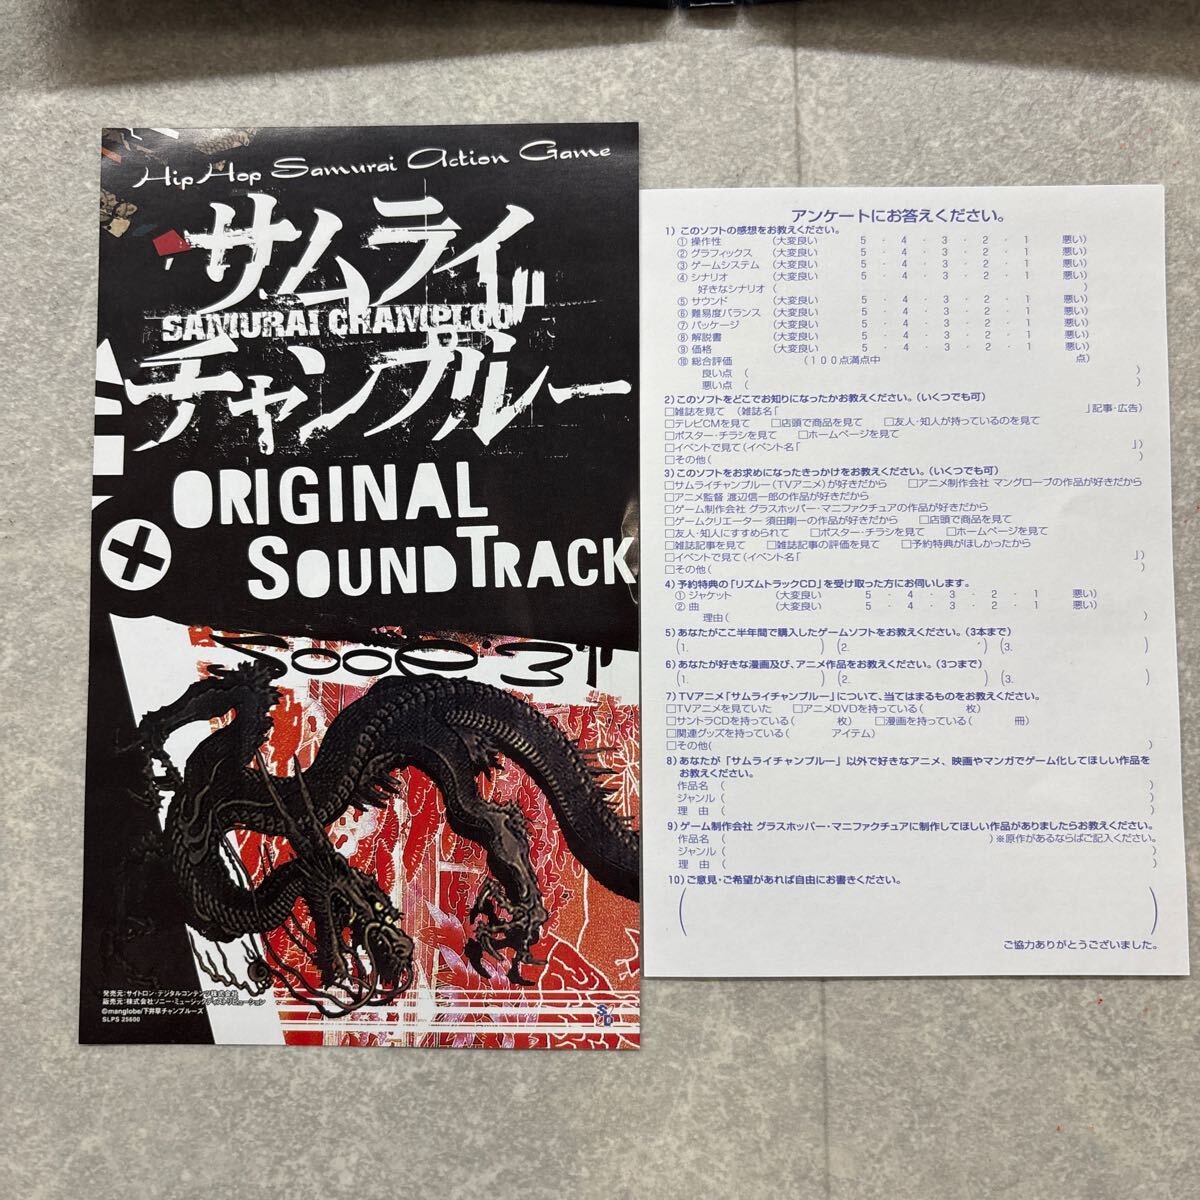 Hip Hop Samurai Action Game
サムライ
SAMURAI CHAMPLOO
チャンプルー
ORIGINAL
SOUNDTRACK
発売元:サイトロン・デジタルコンテンツ株式会社
販売元:株式会社ソニー・ミュージックディストリビューション
©manglobe/下井草チャンプルーズ
SLPS 25600
アンケートにお答えください。
1) このソフトの感想をお教えください。
① 操作性 (大変良い 5 ・ 4 ・ 3 ・ 2 ・ 1 悪い)
② グラフィックス (大変良い 5 ・ 4 ・ 3 ・ 2 ・ 1 悪い)
③ ゲームシステム (大変良い 5 ・ 4 ・ 3 ・ 2 ・ 1 悪い)
④ シナリオ (大変良い 5 ・ 4 ・ 3 ・ 2 ・ 1 悪い)
好きなシナリオ ( )
⑤ サウンド (大変良い 5 ・ 4 ・ 3 ・ 2 ・ 1 悪い)
⑥ 難易度バランス (大変良い 5 ・ 4 ・ 3 ・ 2 ・ 1 悪い)
⑦ パッケージ (大変良い 5 ・ 4 ・ 3 ・ 2 ・ 1 悪い)
⑧ 解説書 (大変良い 5 ・ 4 ・ 3 ・ 2 ・ 1 悪い)
⑨ 価格 (大変良い 5 ・ 4 ・ 3 ・ 2 ・ 1 悪い)
⑩ 総合評価 (100点満点中 点)
良い点 ( )
悪い点 ( )
2) このソフトをどこでお知りになったかお教えください。(いくつでも可)
□雑誌を見て (雑誌名「 」記事・広告)
□テレビCMを見て □店頭で商品を見て □友人・知人が持っているのを見て
□ポスター・チラシを見て □ホームページを見て
□イベントで見て(イベント名「 」)
□その他( )
3) このソフトをお求めになったきっかけをお教えください。(いくつでも可)
□サムライチャンプルー(TVアニメ)が好きだから □アニメ制作会社 マングローブの作品が好きだから
□アニメ監督 渡辺信一郎の作品が好きだから
□ゲーム制作会社 グラスホッパー・マニファクチュアの作品が好きだから
□ゲームクリエーター 須田剛一の作品が好きだから □店頭で商品を見て
□友人・知人にすすめられて □ポスター・チラシを見て □ホームページを見て
□雑誌記事を見て □雑誌記事の評価を見て □予約特典がほしかったから
□イベントで見て(イベント名「 」)
□その他( )
4) 予約特典の「リズムトラックCD」を受け取った方にお伺いします。
① ジャケット (大変良い 5 ・ 4 ・ 3 ・ 2 ・ 1 悪い)
② 曲 (大変良い 5 ・ 4 ・ 3 ・ 2 ・ 1 悪い)
理由( )
5) あなたがここ半年間で購入したゲームソフトをお教えください。(3本まで)
(1. ) (2. ) (3. )
6) あなたが好きな漫画及び、アニメ作品をお教えください。(3つまで)
(1. ) (2. ) (3. )
7) TVアニメ「サムライチャンプルー」について、当てはまるものをお教えください。
□TVアニメを見ていた □アニメDVDを持っている( 枚)
□サントラCDを持っている( 枚) □漫画を持っている( 冊)
□関連グッズを持っている( アイテム)
□その他( )
8) あなたが「サムライチャンプルー」以外で好きなアニメ、映画やマンガでゲーム化してほしい作品を
お教えください。
作品名 ( )
ジャンル ( )
理 由 ( )
9) ゲーム制作会社 グラスホッパー・マニファクチュアに制作してほしい作品がありましたらお教えください。
作品名 ( )※原作があるならばご記入ください。
ジャンル ( )
理 由 ( )
10) ご意見・ご希望があれば自由にお書きください。
( )
ご協力ありがとうございました。